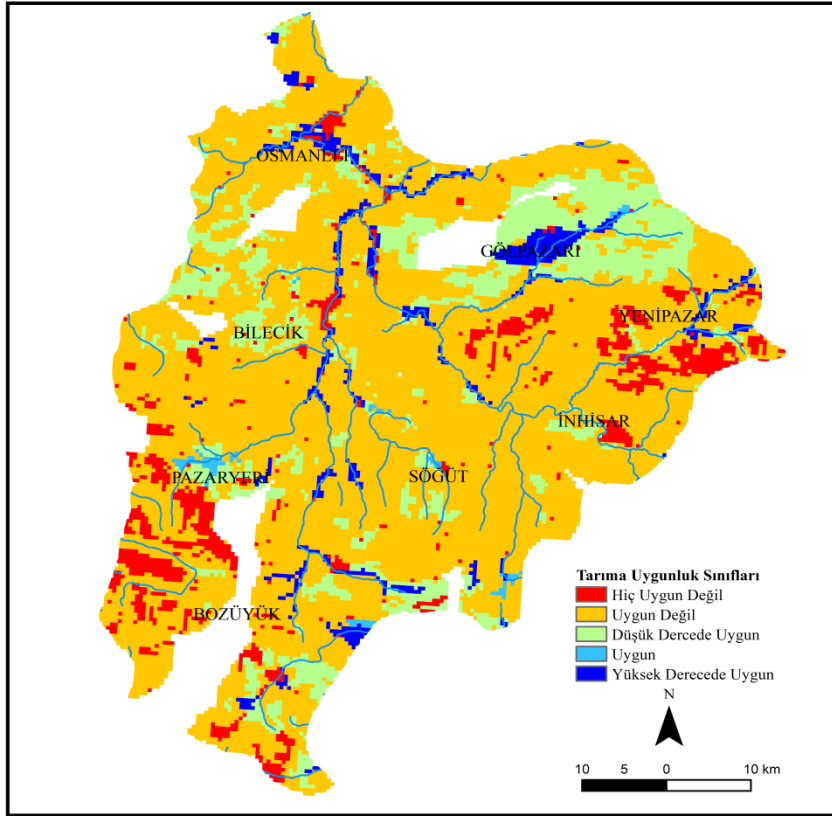 OSMANELİ
GÖLPAZARI
YENİPAZAR
BİLECİK
İNHİSAR
PAZARYERİ
SÖĞÜT
BOZÜYÜK
Tarıma Uygunluk Sınıfları
Hiç Uygun Değil
Uygun Değil
Düşük Dercede Uygun
Uygun
Yüksek Derecede Uygun
N
10 5 0 10 km